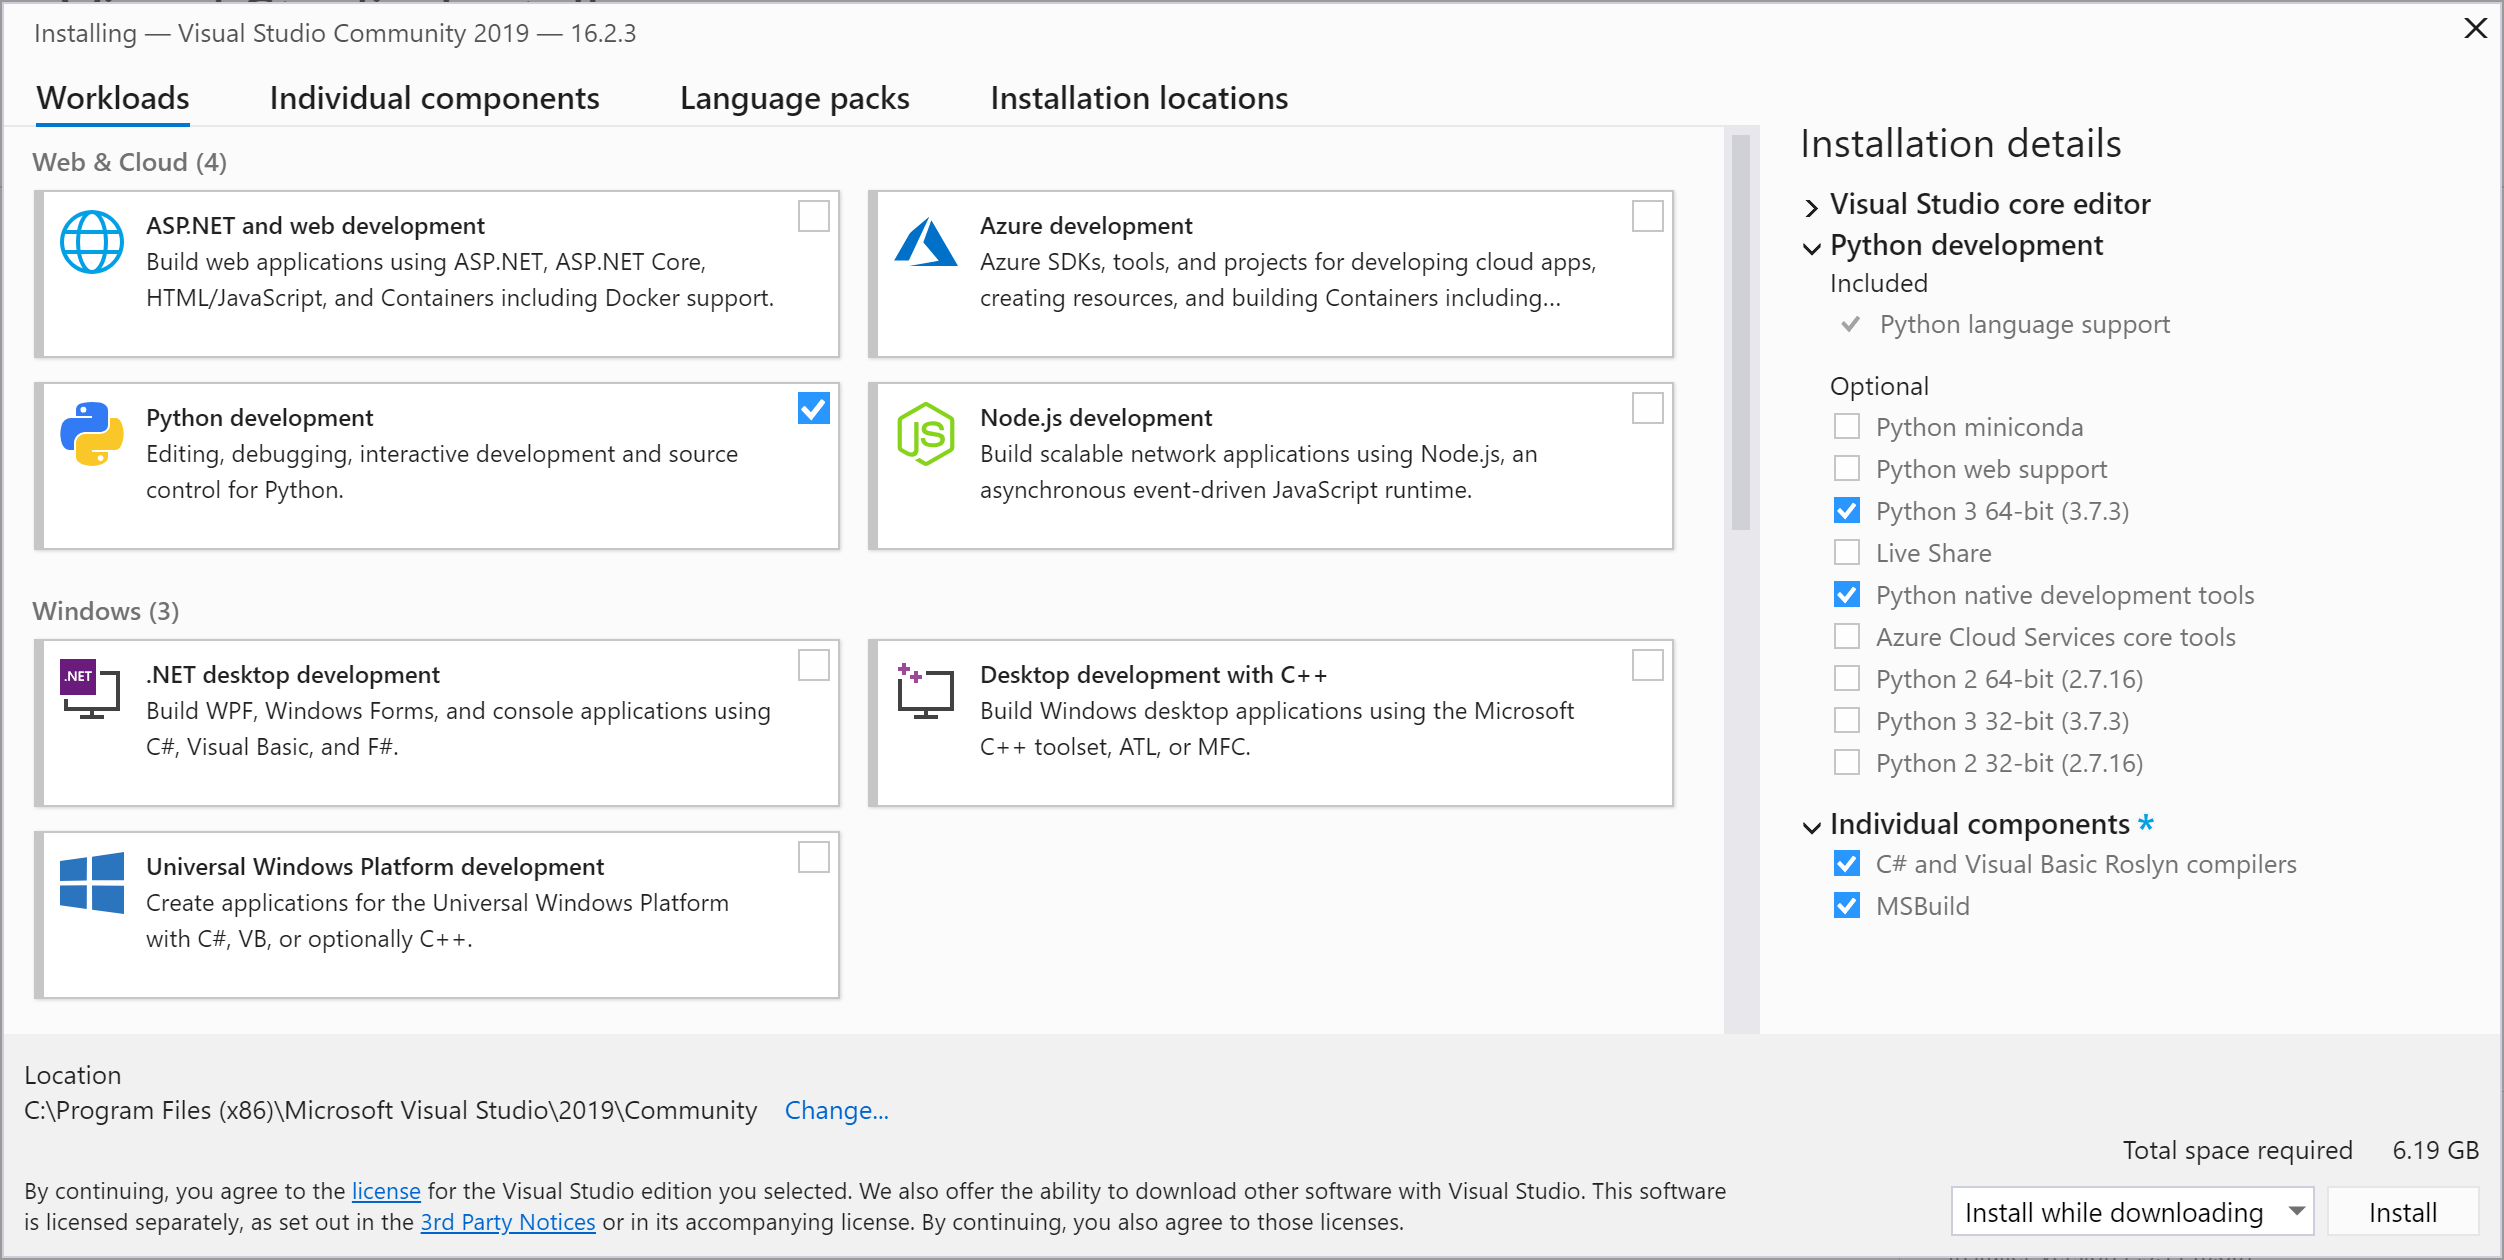 Installing — Visual Studio Community 2019 — 16.2.3
Workloads
Individual components
Language packs
Installation locations
Web & Cloud (4)
ASP.NET and web development
Build web applications using ASP.NET, ASP.NET Core,
HTML/JavaScript, and Containers including Docker support.
Azure development
Azure SDKs, tools, and projects for developing cloud apps,
creating resources, and building Containers including...
Python development
Editing, debugging, interactive development and source
control for Python.
JS
Node.js development
Build scalable network applications using Node.js, an
asynchronous event-driven JavaScript runtime.
Windows (3)
.NET
.NET desktop development
Build WPF, Windows Forms, and console applications using
C#, Visual Basic, and F#.
Desktop development with C++
Build Windows desktop applications using the Microsoft
C++ toolset, ATL, or MFC.
Universal Windows Platform development
Create applications for the Universal Windows Platform
with C#, VB, or optionally C++.
Installation details
Visual Studio core editor
Python development
Included
Python language support
Optional
Python miniconda
Python web support
Python 3 64-bit (3.7.3)
Live Share
Python native development tools
Azure Cloud Services core tools
Python 2 64-bit (2.7.16)
Python 3 32-bit (3.7.3)
Python 2 32-bit (2.7.16)
Individual components *
C# and Visual Basic Roslyn compilers
MSBuild
Location
C:\Program Files (x86)\Microsoft Visual Studio\2019\Community Change...
Total space required 6.19 GB
By continuing, you agree to the license for the Visual Studio edition you selected. We also offer the ability to download other software with Visual Studio. This software
is licensed separately, as set out in the 3rd Party Notices or in its accompanying license. By continuing, you also agree to those licenses.
Install while downloading
Install